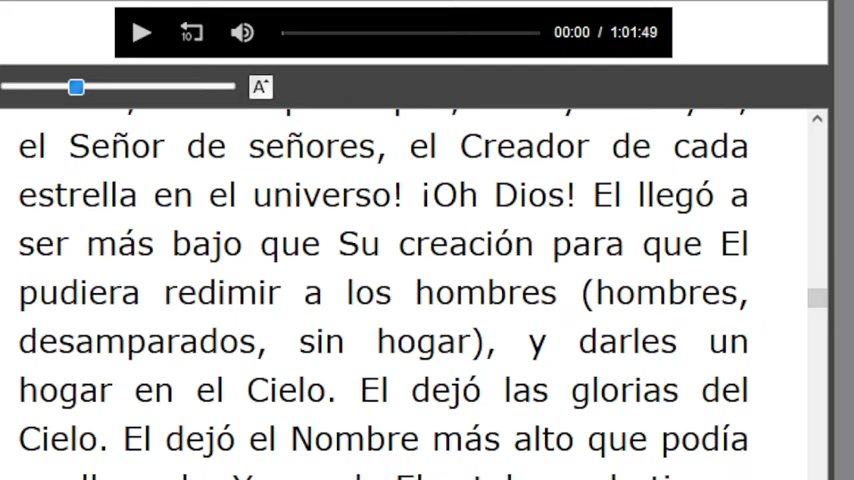 10
00:00 / 1:01:49
A
el Señor de señores, el Creador de cada
estrella en el universo! ¡Oh Dios! El llegó a
ser más bajo que Su creación para que El
pudiera redimir a los hombres (hombres,
desamparados, sin hogar), y darles un
hogar en el Cielo. El dejó las glorias del
Cielo. El dejó el Nombre más alto que podía